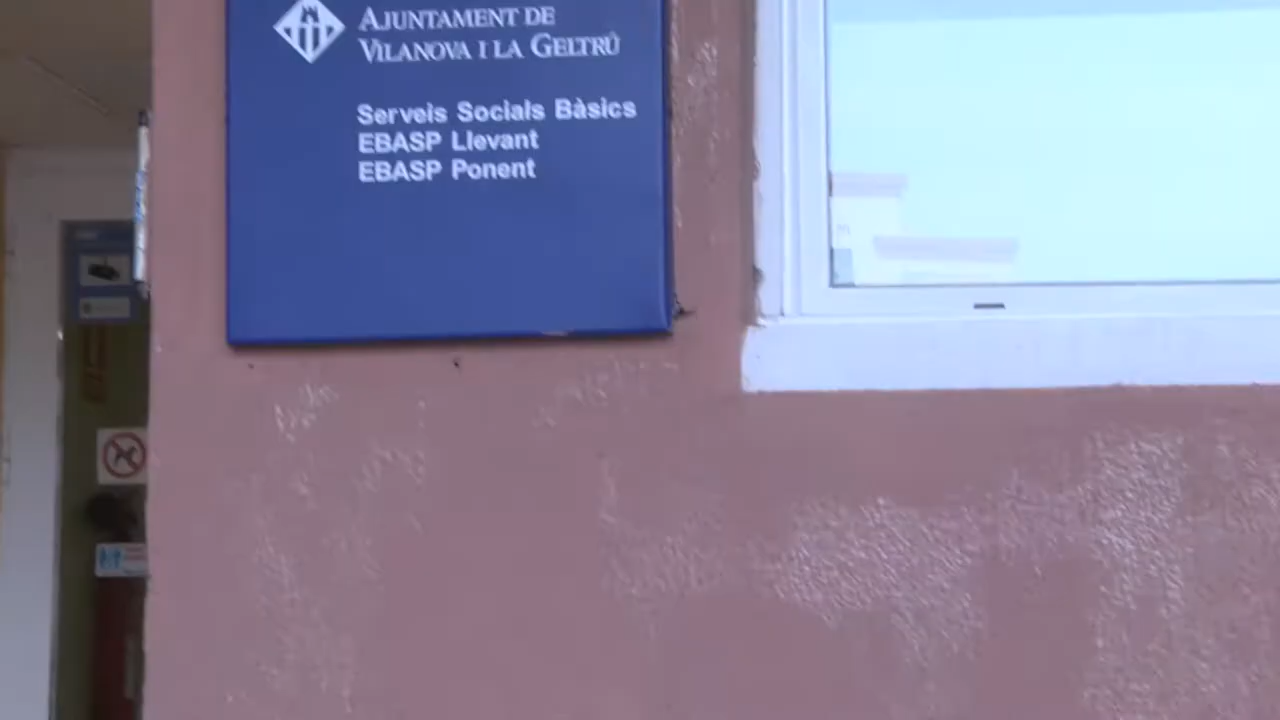 AJUNTAMENT DE
VILANOVA I LA GELTRÚ
Serveis Socials Bàsics
EBASP Llevant
EBASP Ponent